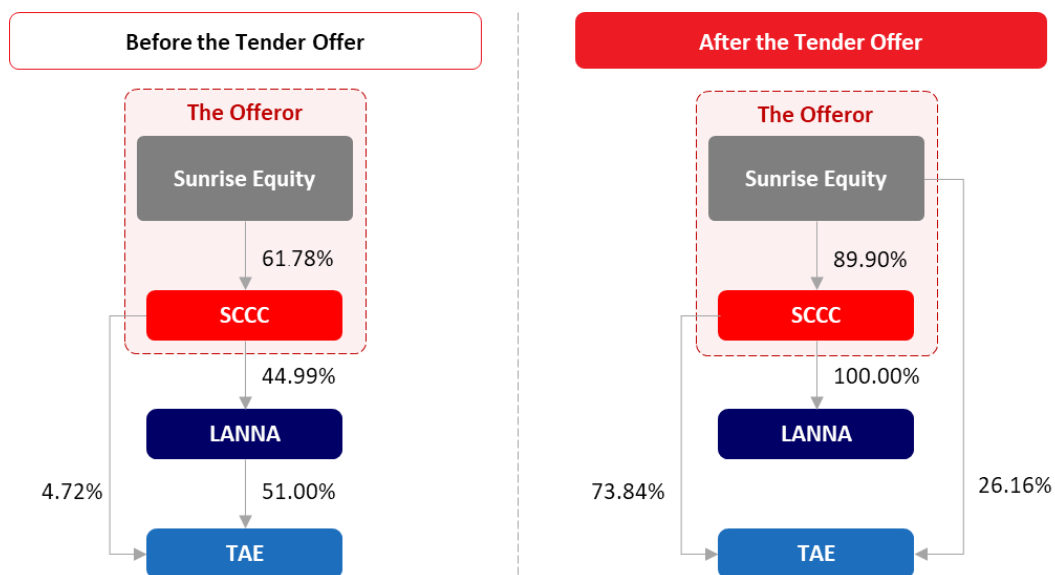 Before the Tender Offer
The Offeror
Sunrise Equity
61.78%
SCCC
44.99%
LANNA
4.72%
51.00%
TAE
After the Tender Offer
The Offeror
Sunrise Equity
89.90%
SCCC
100.00%
LANNA
73.84%
26.16%
TAE